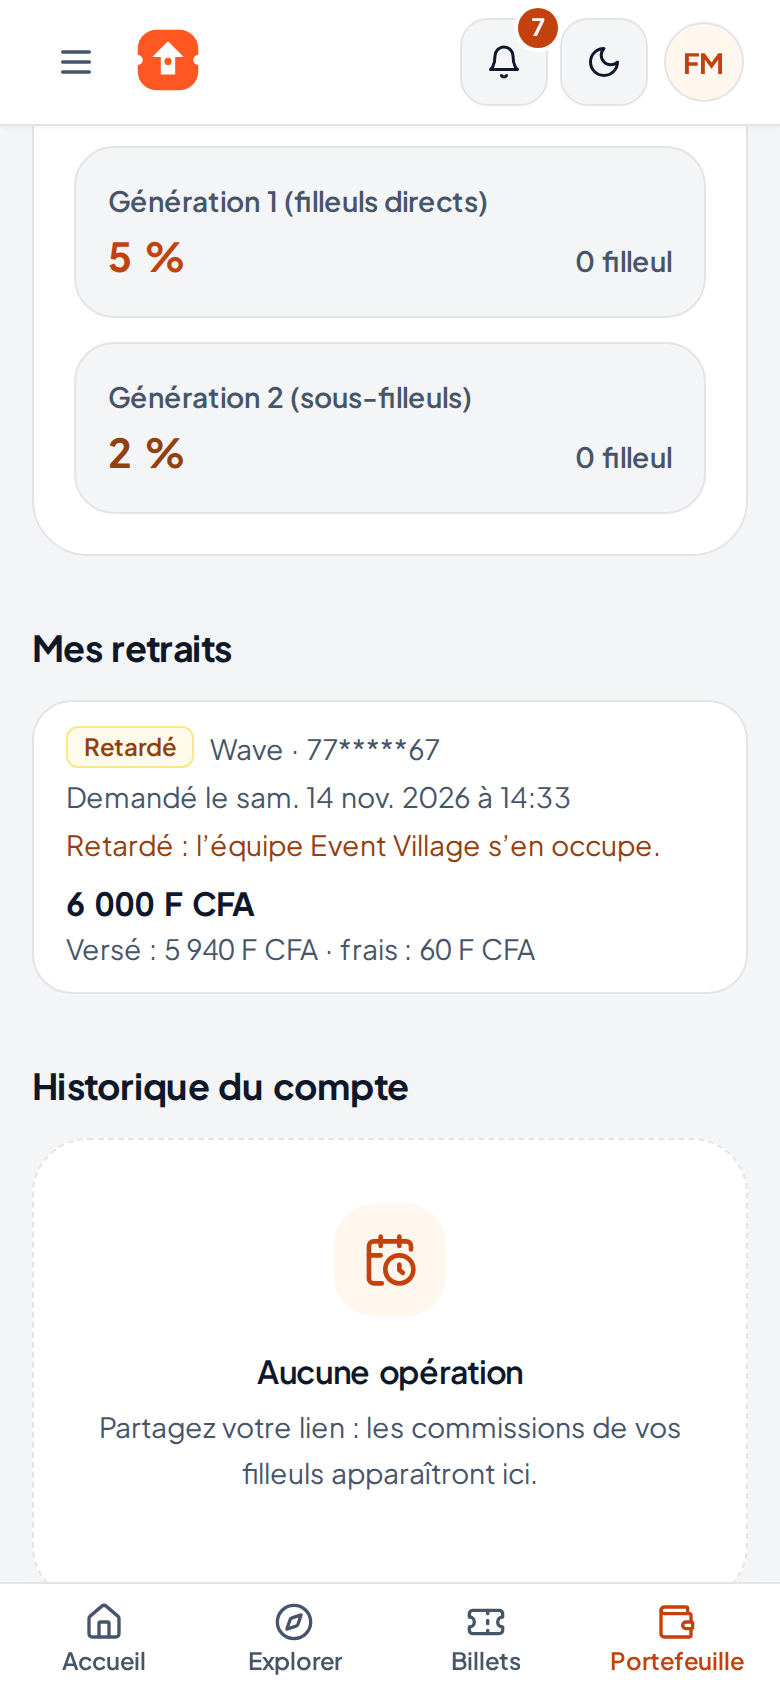 7
FM
Génération 1 (filleuls directs)
5 %
0 filleul
Génération 2 (sous-filleuls)
2 %
0 filleul
Mes retraits
Retardé Wave · 77*****67
Demandé le sam. 14 nov. 2026 à 14:33
Retardé : l’équipe Event Village s’en occupe.
6 000 F CFA
Versé : 5 940 F CFA · frais : 60 F CFA
Historique du compte
Aucune opération
Partagez votre lien : les commissions de vos
filleuls apparaîtront ici.
Accueil
Explorer
Billets
Portefeuille